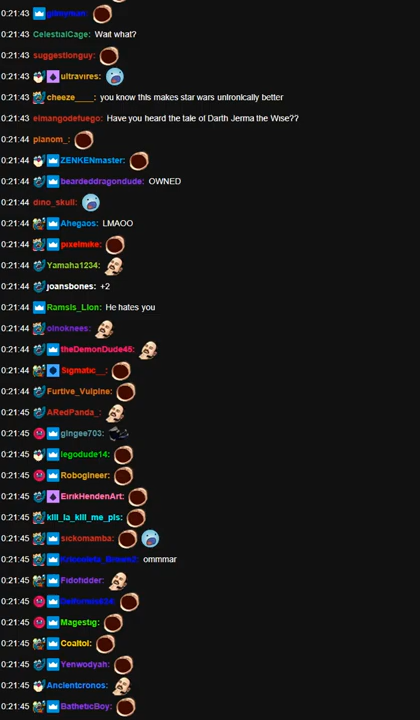 0:21:43
0:21:43 CelestialCage: Wait what?
0:21:43 suggestionguy:
0:21:43 ultravires:
0:21:43 cheeze____: you know this makes star wars unironically better
0:21:43 elmangodefuego: Have you heard the tale of Darth Jerma the Wise??
0:21:44 pianom_:
0:21:44 ZENKENmaster:
0:21:44 beardeddragondude: OWNED
0:21:44 dino_skull:
0:21:44 Ahegaos: LMAOO
0:21:44 pixelmike:
0:21:44 Yamaha1234:
0:21:44 joansbones: +2
0:21:44 Ramsis_Lion: He hates you
0:21:44 oinoknees:
0:21:44 theDemonDude45:
0:21:44 Sigmatic__:
0:21:44 Furtive_Vulpine:
0:21:45 ARedPanda_:
0:21:45 gingee703:
0:21:45 legodude14:
0:21:45 Robogineer:
0:21:45 EirikHendenArt:
0:21:45 kill_la_kill_me_pls:
0:21:45 sickomamba:
0:21:45 ommmar
0:21:45 Fidofidder:
0:21:45
0:21:45 Magestig:
0:21:45 Coaltol:
0:21:45 Yenwodyah:
0:21:45 Ancientcronos:
0:21:45 BatheticBoy: